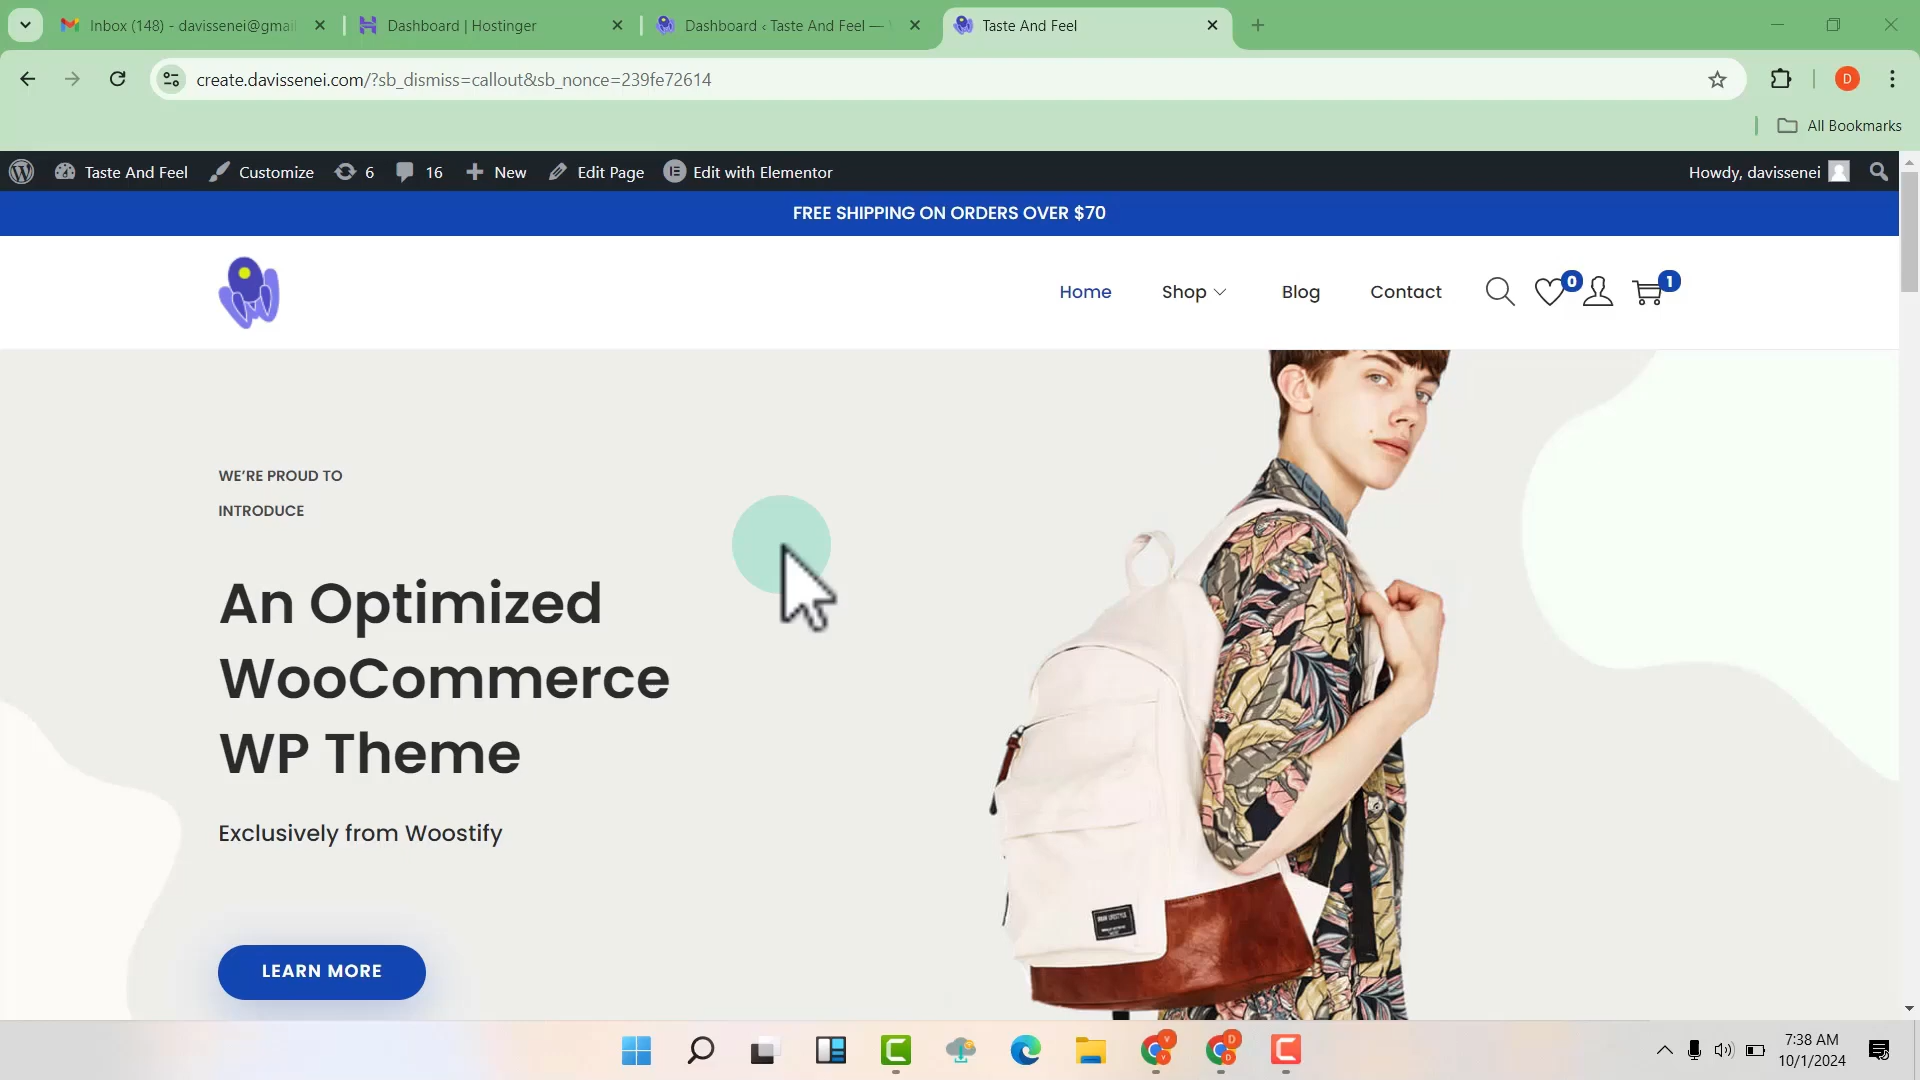 Inbox (148) - davissenei@gmai
Dashboard | Hostinger
Dashboard ‹ Taste And Feel —
Taste And Feel
create.davissenei.com/?sb_dismiss=callout&sb_nonce=239fe72614
D
All Bookmarks
Taste And Feel
Customize
6
16
New
Edit Page
Edit with Elementor
Howdy, davissenei
FREE SHIPPING ON ORDERS OVER $70
Home
Shop
Blog
Contact
0
1
WE'RE PROUD TO
INTRODUCE
An Optimized
WooCommerce
WP Theme
Exclusively from Woostify
LEARN MORE
7:38 AM
10/1/2024